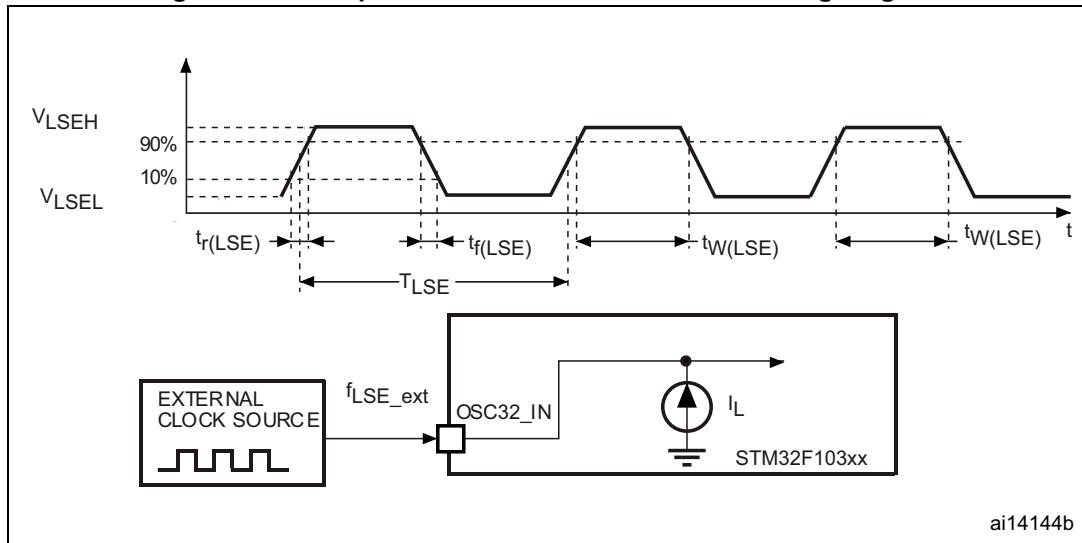 V_LSEH
90%
10%
V_LSEL
t_r(LSE)
t_f(LSE)
t_W(LSE)
t_W(LSE)
t
T_LSE
EXTERNAL
CLOCK SOURCE
f_LSE_ext
OSC32_IN
I_L
STM32F103xx
ai14144b